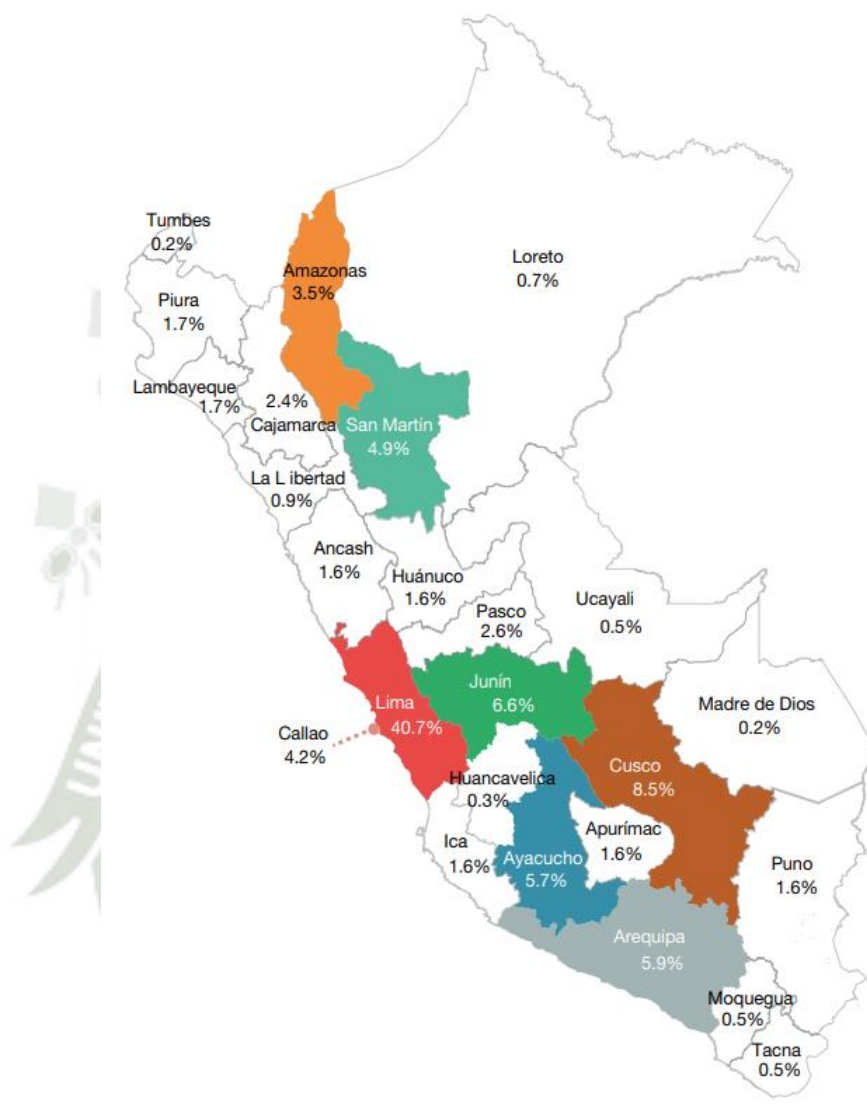 Tumbes
0.2%
Amazonas
3.5%
Loreto
0.7%
Piura
1.7%
Lambayeque
1.7%
2.4%
Cajamarca
San Martín
4.9%
La L ibertad
0.9%
Ancash
1.6%
Huánuco
1.6%
Pasco
2.6%
Ucayali
0.5%
Junín
6.6%
Lima
40.7%
Madre de Dios
0.2%
Callao
4.2%
Huancavelica
0.3%
Cusco
8.5%
Ica
1.6%
Ayacucho
5.7%
Apurímac
1.6%
Puno
1.6%
Arequipa
5.9%
Moquegua
0.5%
Tacna
0.5%